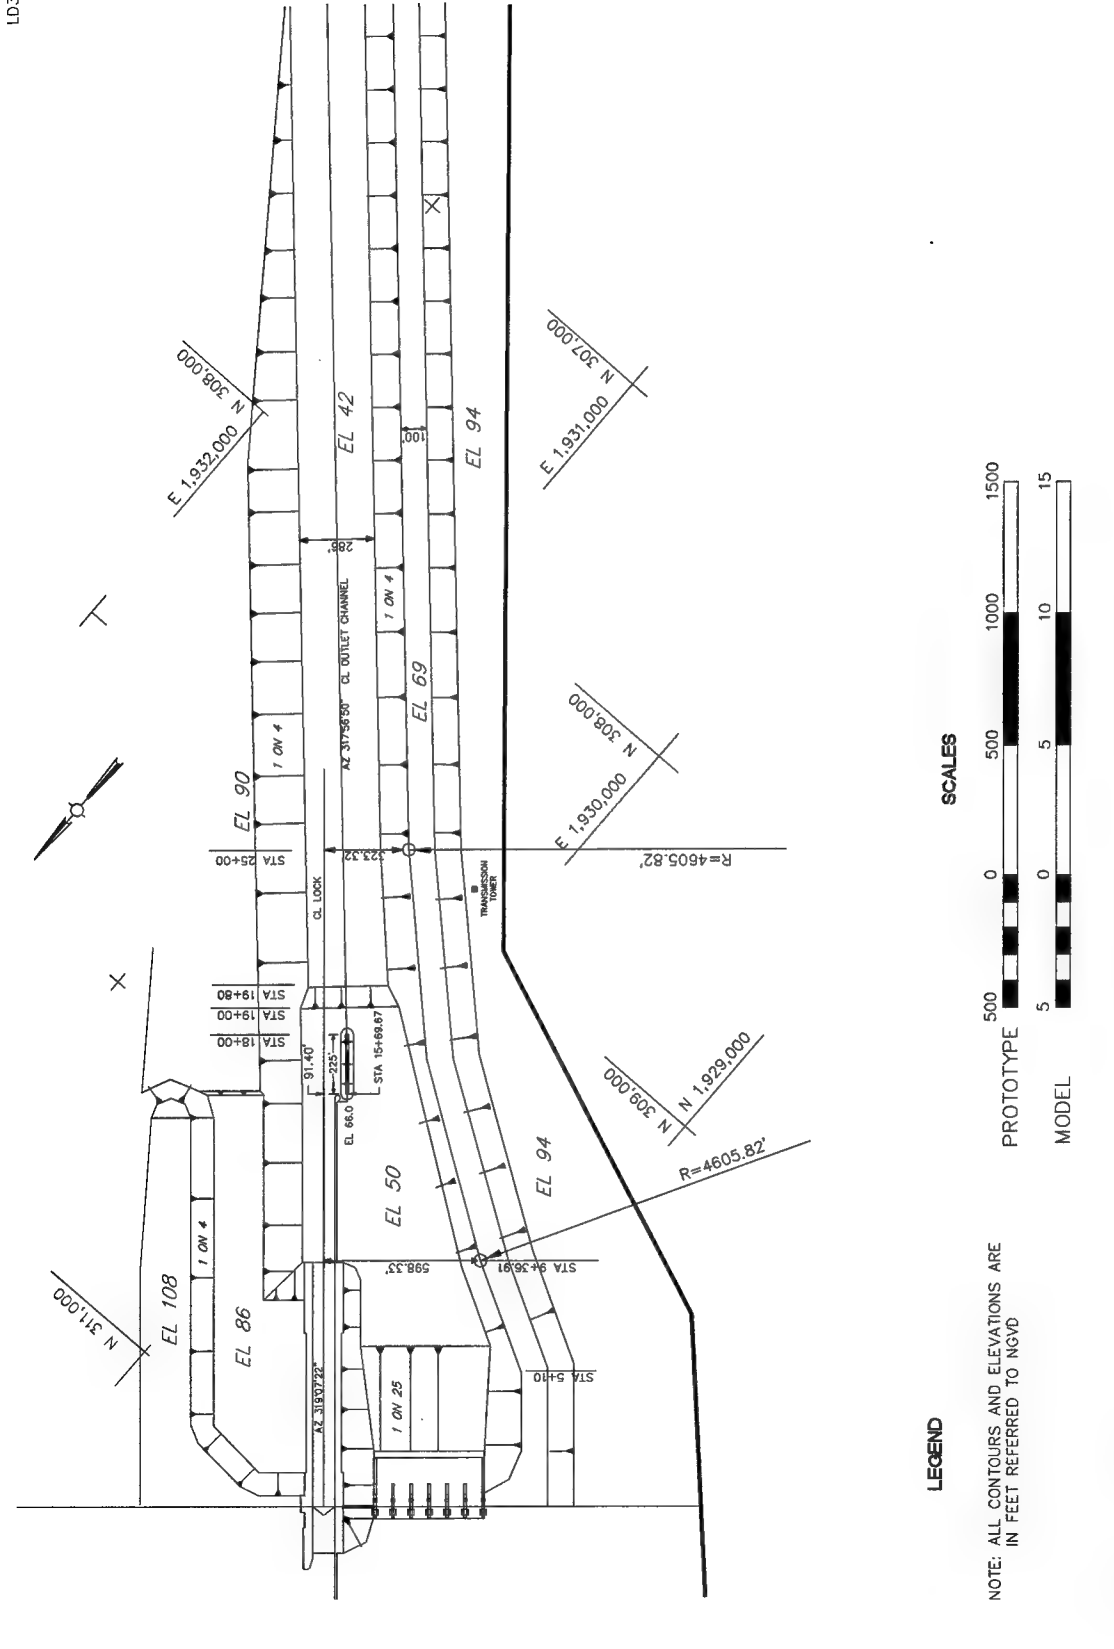 LD3
N 308,000
E 1,932,000
N 307,000
E 1,931,000
EL 42
EL 94
100'
286'
1 ON 4
AZ 317°56'50" CL OUTLET CHANNEL
EL 69
1 ON 4
EL 90
STA 25+00
323.32
R=4605.82'
N 308,000
E 1,930,000
TRANSMISSION
TOWER
CL LOCK
STA 19+80
STA 19+00
STA 18+00
91.40'
225'
STA 15+69.67
EL 66.0
N 309,000
N 1,929,000
R=4605.82'
EL 50
EL 94
598.33'
STA 9+36.91
1 ON 4
EL 108
EL 86
N 311,000
AZ 319°07'22"
1 ON 25
STA 5+10
SCALES
PROTOTYPE 500 0 500 1000 1500
MODEL 5 0 5 10 15
LEGEND
NOTE: ALL CONTOURS AND ELEVATIONS ARE
IN FEET REFERRED TO NGVD